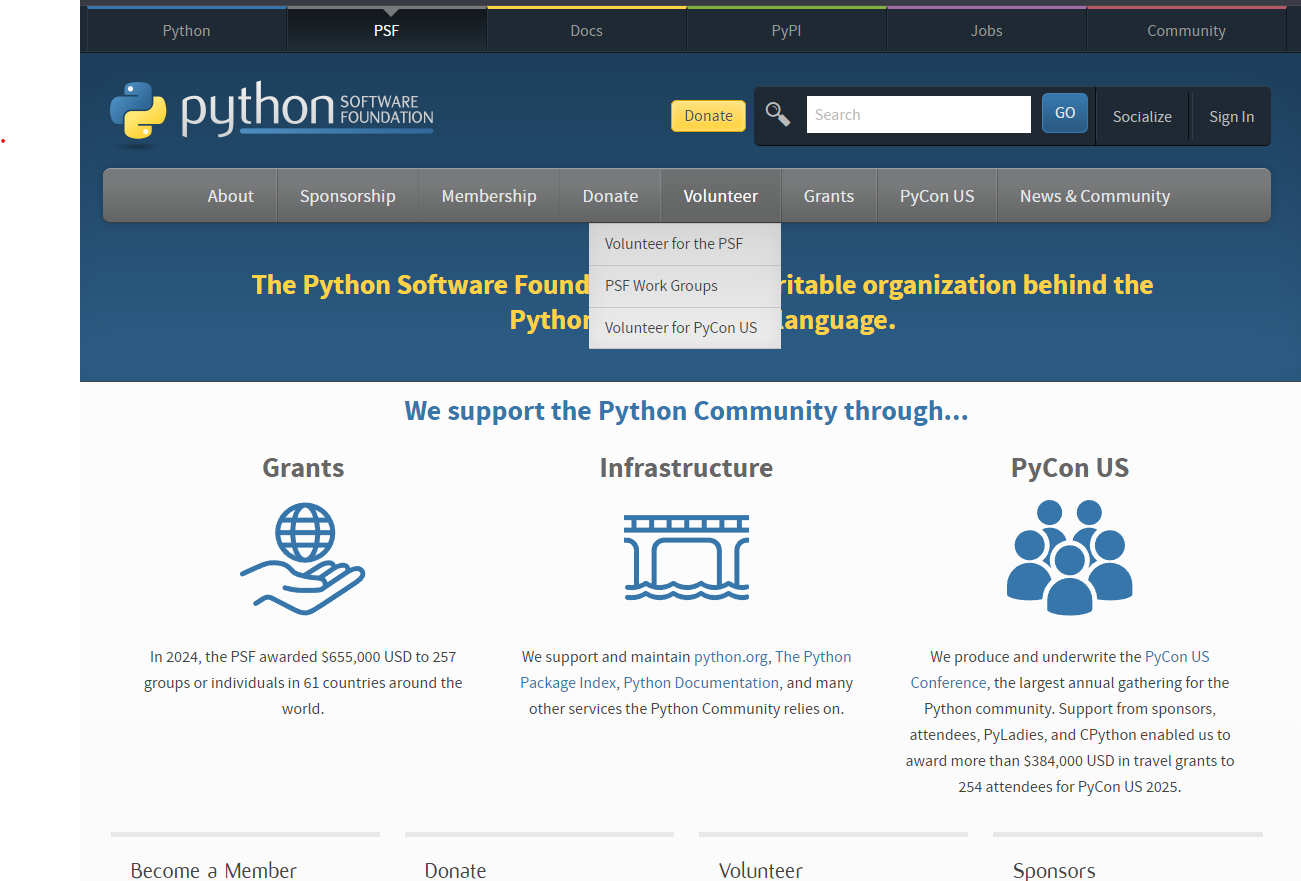 Python PSF Docs PyPI Jobs Community
python SOFTWARE FOUNDATION
Donate Search GO Socialize Sign In
About Sponsorship Membership Donate Volunteer Grants PyCon US News & Community
Volunteer for the PSF
PSF Work Groups
Volunteer for PyCon US
The Python Software Found ritable organization behind the
Python language.
We support the Python Community through...
Grants
In 2024, the PSF awarded $655,000 USD to 257
groups or individuals in 61 countries around the
world.
Infrastructure
We support and maintain python.org, The Python
Package Index, Python Documentation, and many
other services the Python Community relies on.
PyCon US
We produce and underwrite the PyCon US
Conference, the largest annual gathering for the
Python community. Support from sponsors,
attendees, PyLadies, and CPython enabled us to
award more than $384,000 USD in travel grants to
254 attendees for PyCon US 2025.
Become a Member
Donate
Volunteer
Sponsors